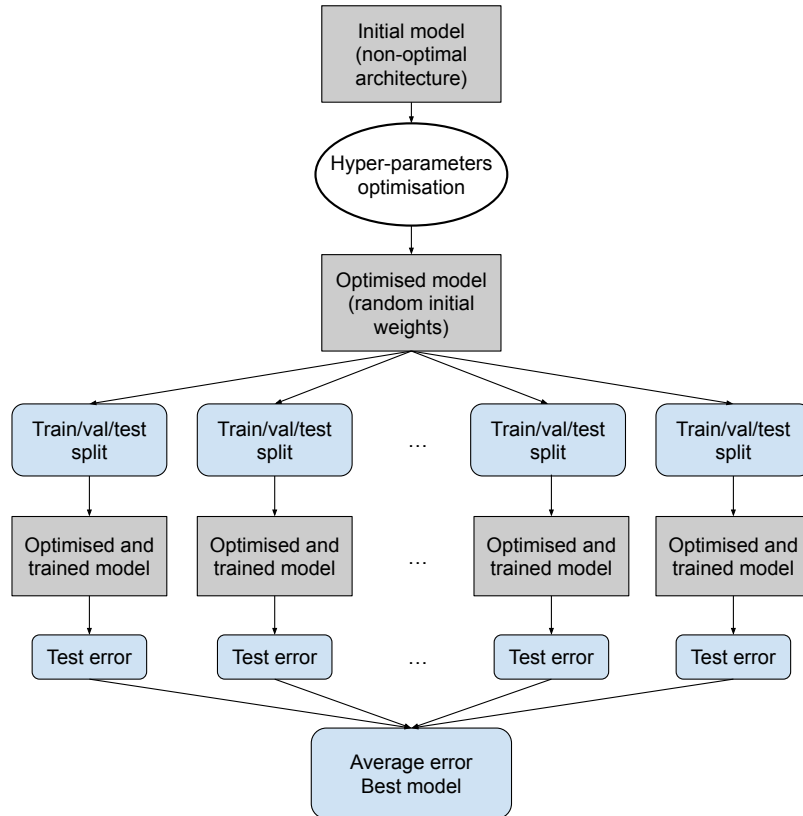 Initial model
(non-optimal
architecture)
Hyper-parameters
optimisation
Optimised model
(random initial
weights)
Train/val/test
split
Train/val/test
split
...
Train/val/test
split
Train/val/test
split
Optimised and
trained model
Optimised and
trained model
...
Optimised and
trained model
Optimised and
trained model
Test error
Test error
...
Test error
Test error
Average error
Best model